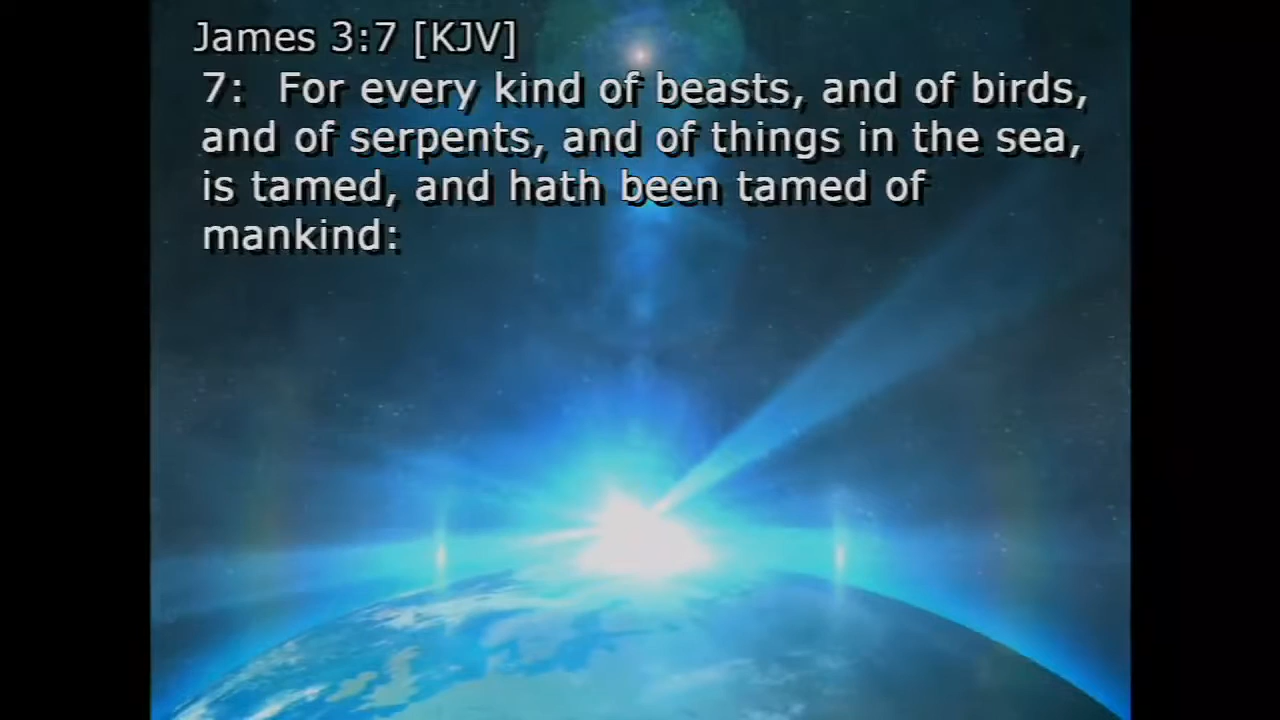 James 3:7 [KJV]
7:  For every kind of beasts, and of birds,
and of serpents, and of things in the sea,
is tamed, and hath been tamed of
mankind: